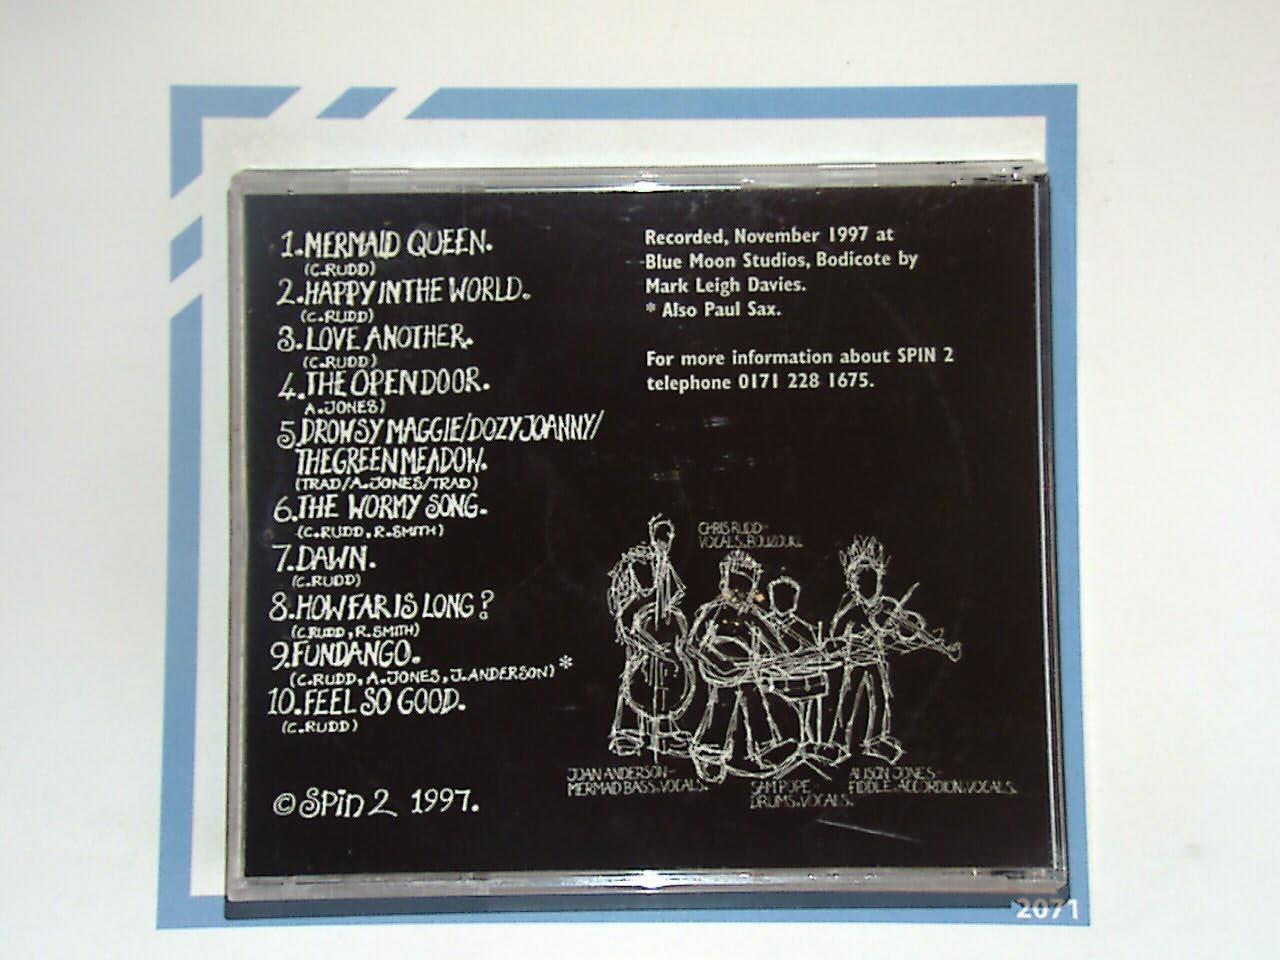 1. MERMAID QUEEN.
(C.RUDD)
2. HAPPY IN THE WORLD.
(C.RUDD)
3. LOVE ANOTHER.
(C.RUDD)
4. THE OPEN DOOR.
A.JONES)
5. DROWSY MAGGIE/DOZY JOANNY/
THE GREEN MEADOW.
(TRAD/A.JONES/TRAD)
6. THE WORMY SONG.
(C.RUDD, R.SMITH)
7. DAWN.
(C.RUDD)
8. HOW FAR IS LONG?
(C.RUDD, R.SMITH)
9. FUNDANGO.
(C.RUDD, A.JONES, J.ANDERSON)*
10. FEEL SO GOOD.
(C.RUDD)
© SPiN 2 1997.
Recorded, November 1997 at
Blue Moon Studios, Bodicote by
Mark Leigh Davies.
* Also Paul Sax.
For more information about SPIN 2
telephone 0171 228 1675.
CHRIS RUDD-
VOCALS, BOUZOUKI.
JOAN ANDERSON-
MERMAID BASS, VOCALS.
SAM POPE-
DRUMS, VOCALS.
ALISON JONES-
FIDDLE, ACCORDION, VOCALS.
2071